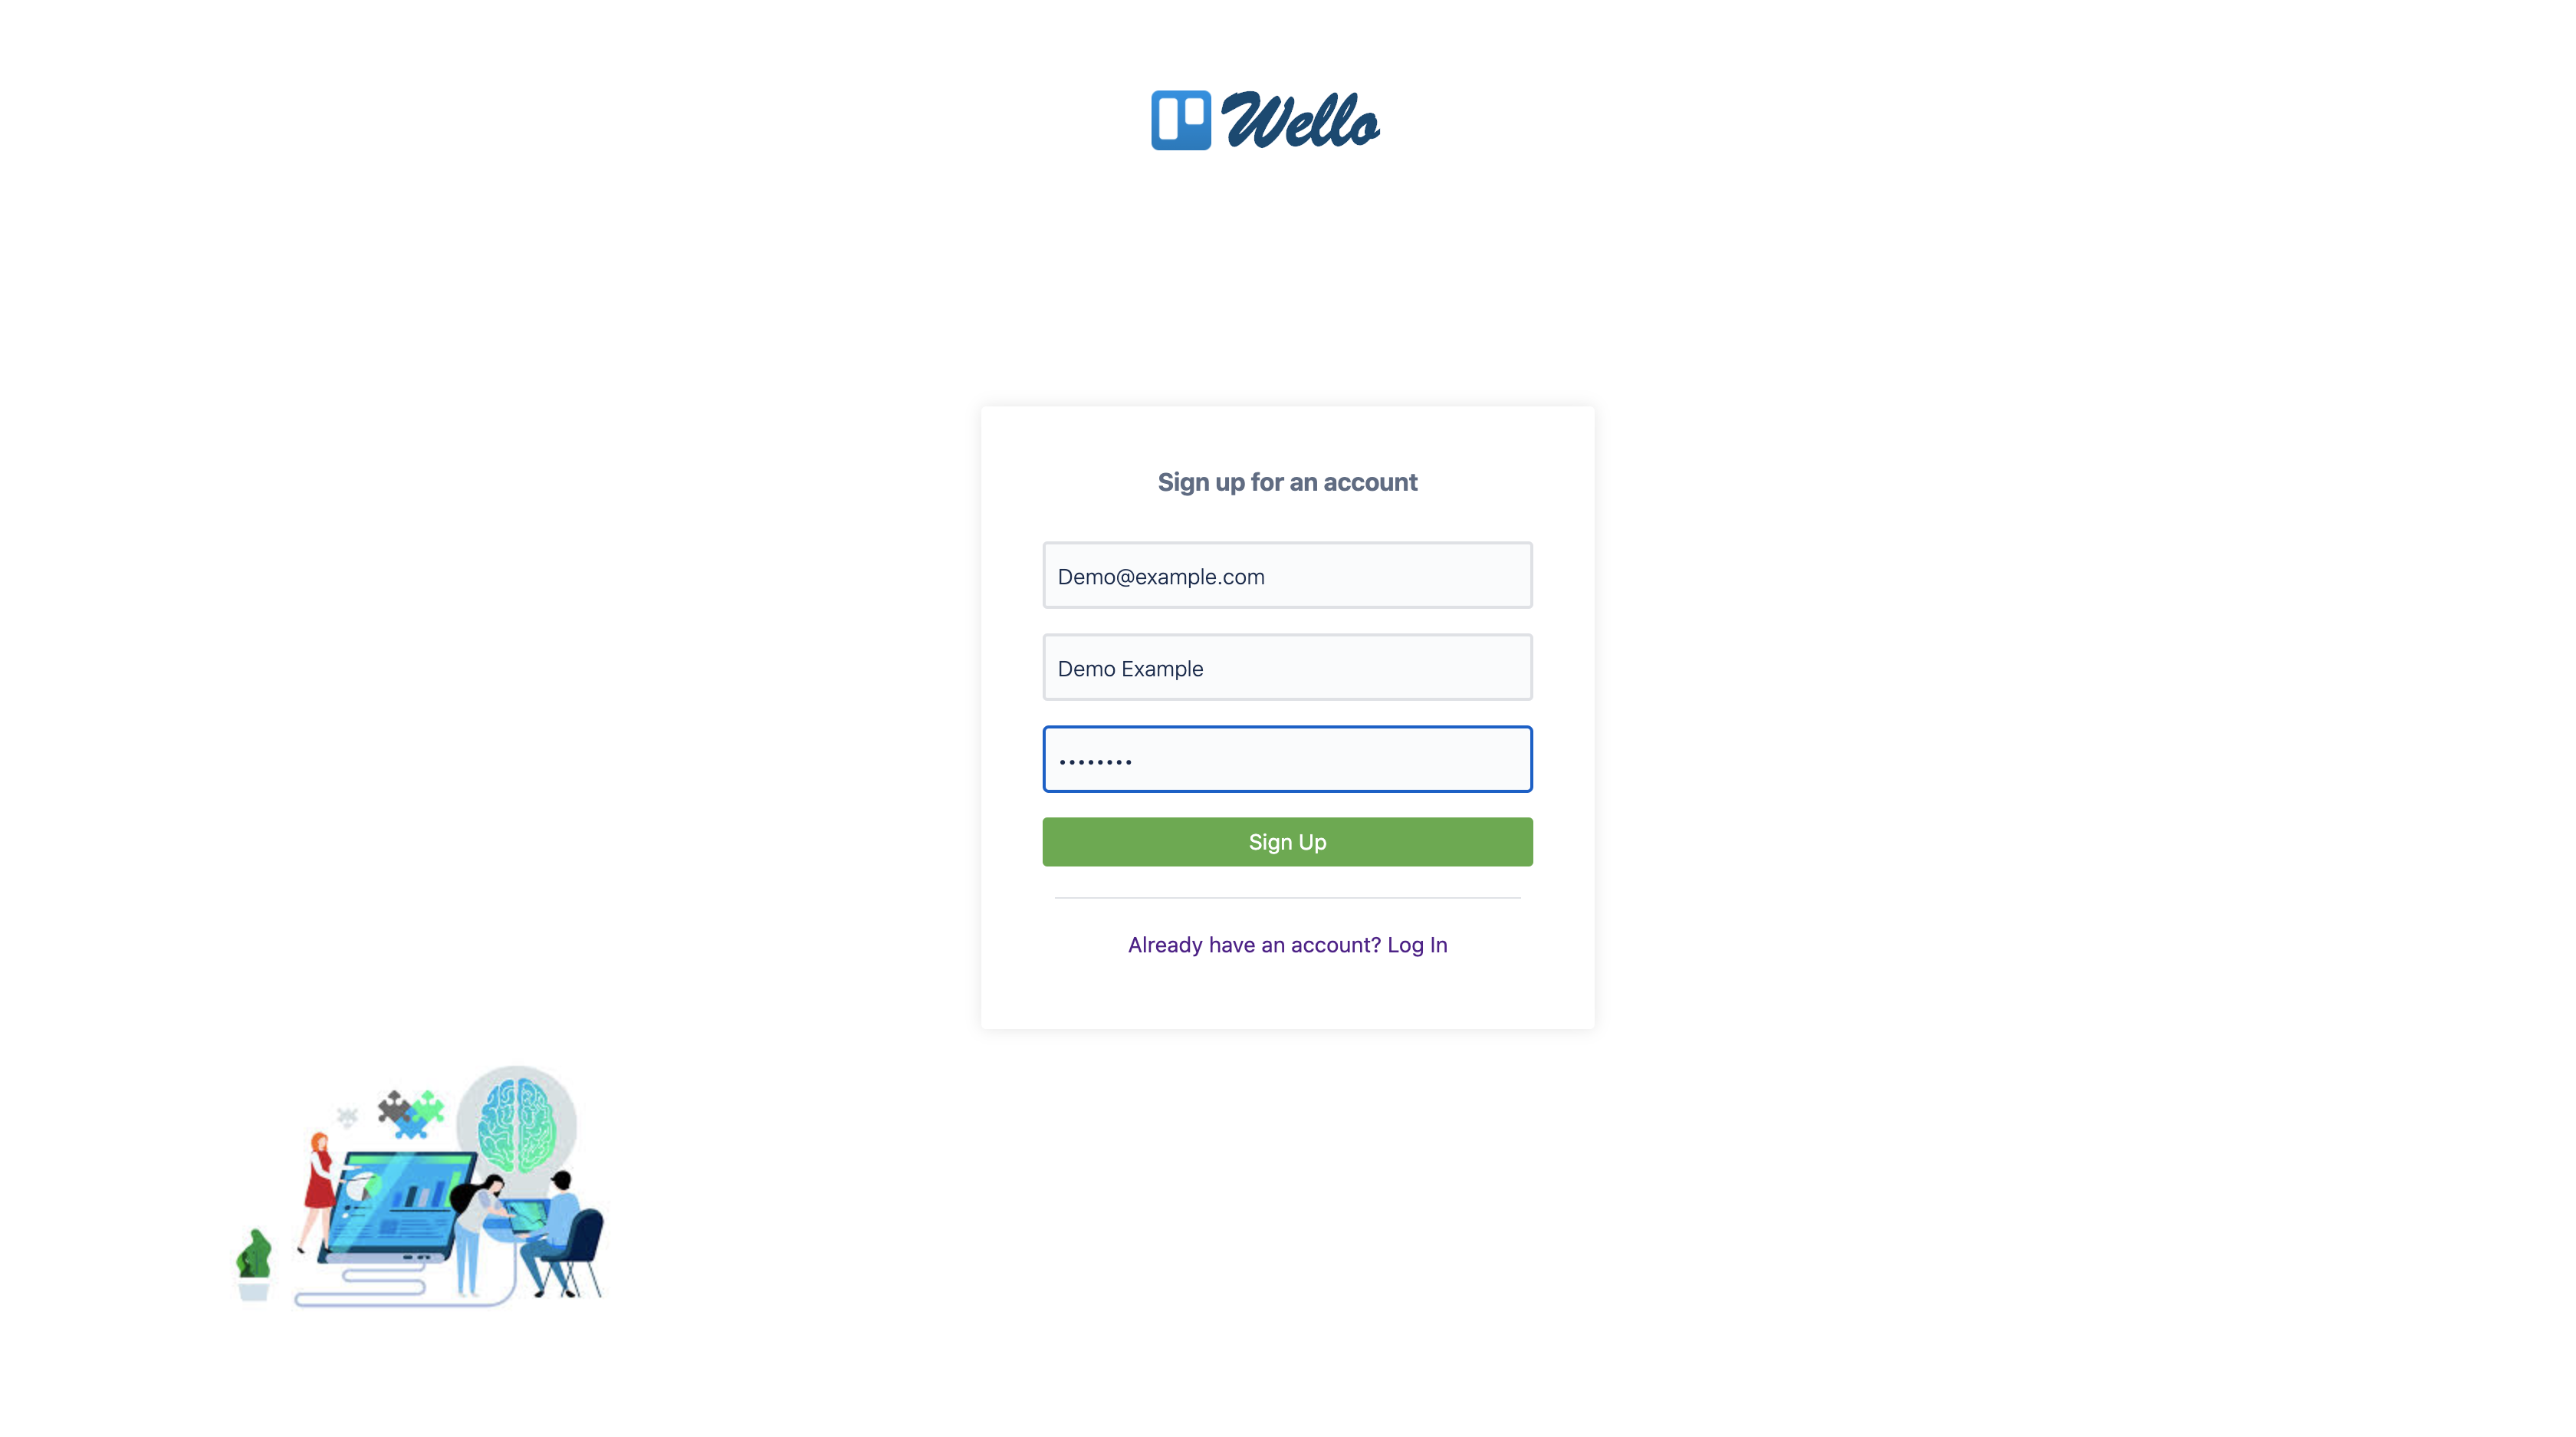 Wello
Sign up for an account
Demo@example.com
Demo Example
••••••••
Sign Up
Already have an account? Log In